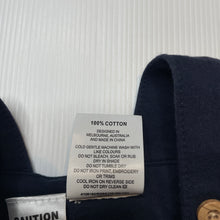 100% COTTON
DESIGNED IN
MELBOURNE, AUSTRALIA
MADE IN CHINA
COLD GENTLE MACHINE WASH WITH
LIKE COLOURS
DO NOT BLEACH, SOAK OR RUB
DRY IN SHADE
DO NOT TUMBLE DRY
DO NOT IRON PRINT, EMBROIDERY
OR TRIMS
COOL IRON ON REVERSE SIDE
DO NOT DRY CLEAN
CAUTION